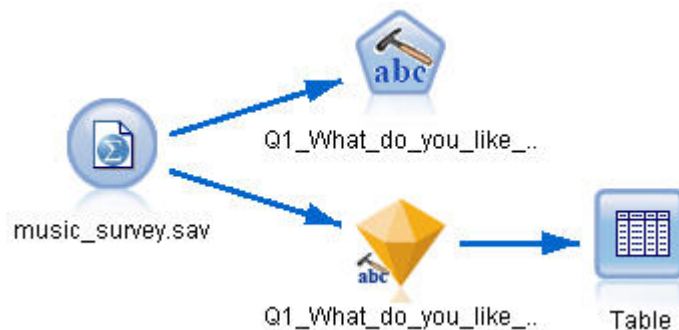 abc
Q1_What_do_you_like_..
music_survey.sav
abc
Q1_What_do_you_like_..
Table